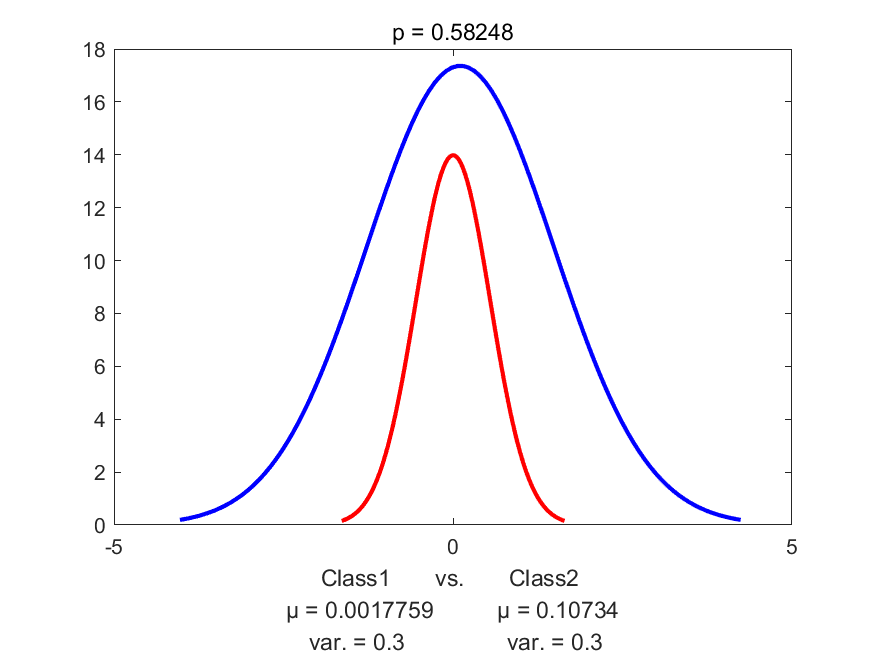 p = 0.58248
18
16
14
12
10
8
6
4
2
0
-5 0 5
Class1 vs. Class2
μ = 0.0017759 μ = 0.10734
var. = 0.3 var. = 0.3